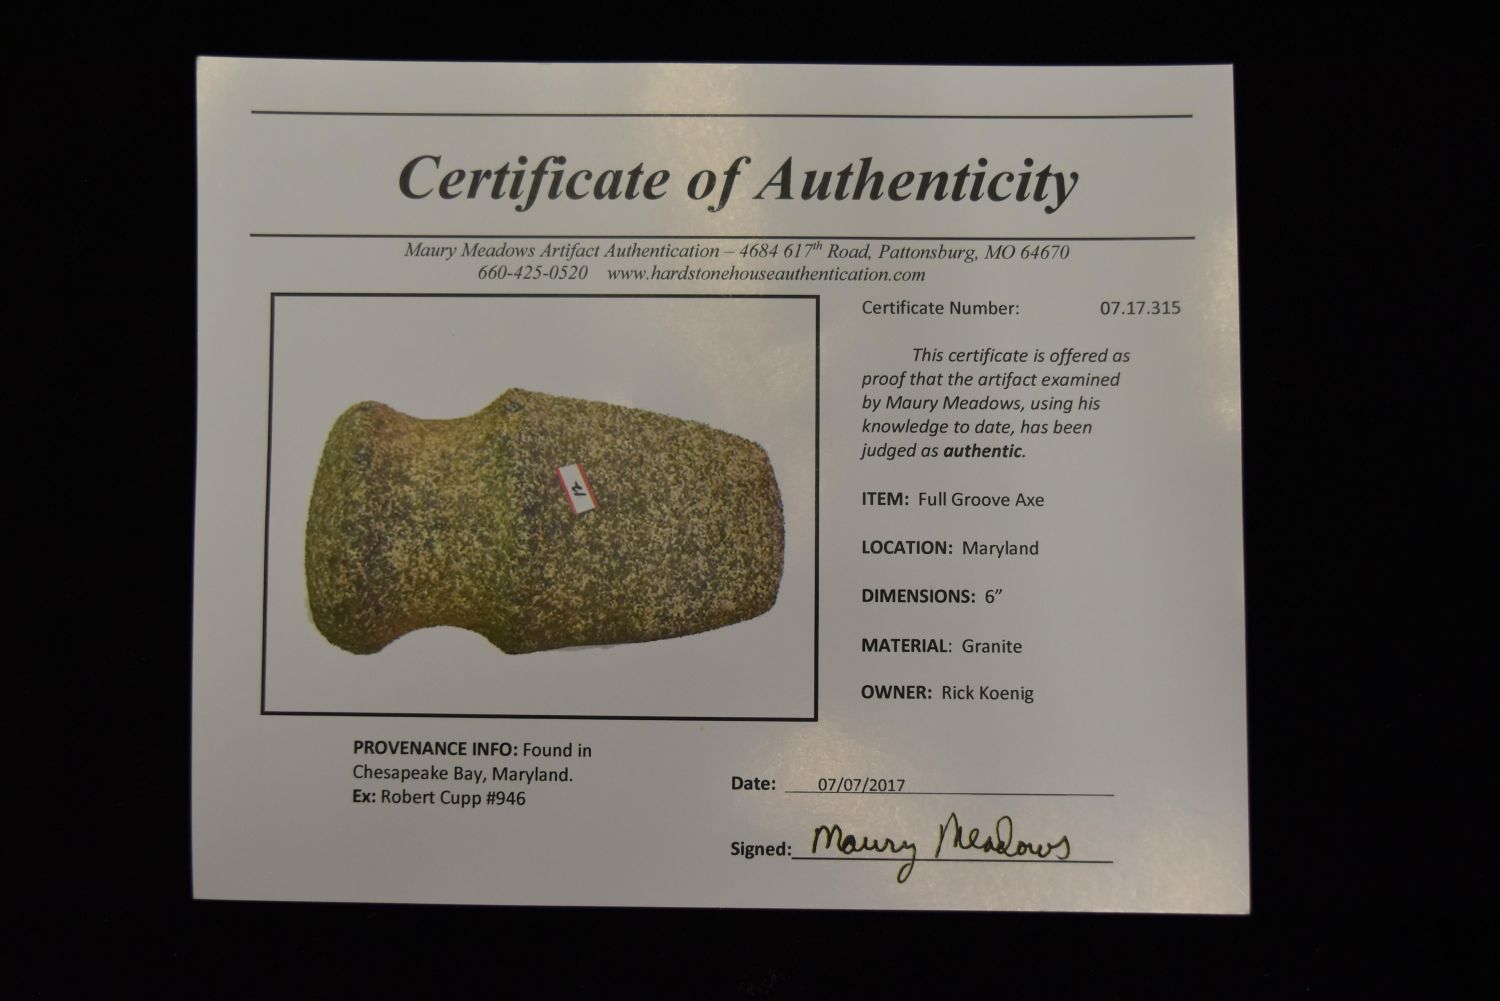 Certificate of Authenticity
Maury Meadows Artifact Authentication – 4684 617th Road, Pattonsburg, MO 64670
660-425-0520 www.hardstonehouseauthentication.com
Certificate Number: 07.17.315
This certificate is offered as
proof that the artifact examined
by Maury Meadows, using his
knowledge to date, has been
judged as authentic.
ITEM: Full Groove Axe
LOCATION: Maryland
DIMENSIONS: 6”
MATERIAL: Granite
OWNER: Rick Koenig
PROVENANCE INFO: Found in
Chesapeake Bay, Maryland.
Ex: Robert Cupp #946
Date: 07/07/2017
Signed: Maury Meadows